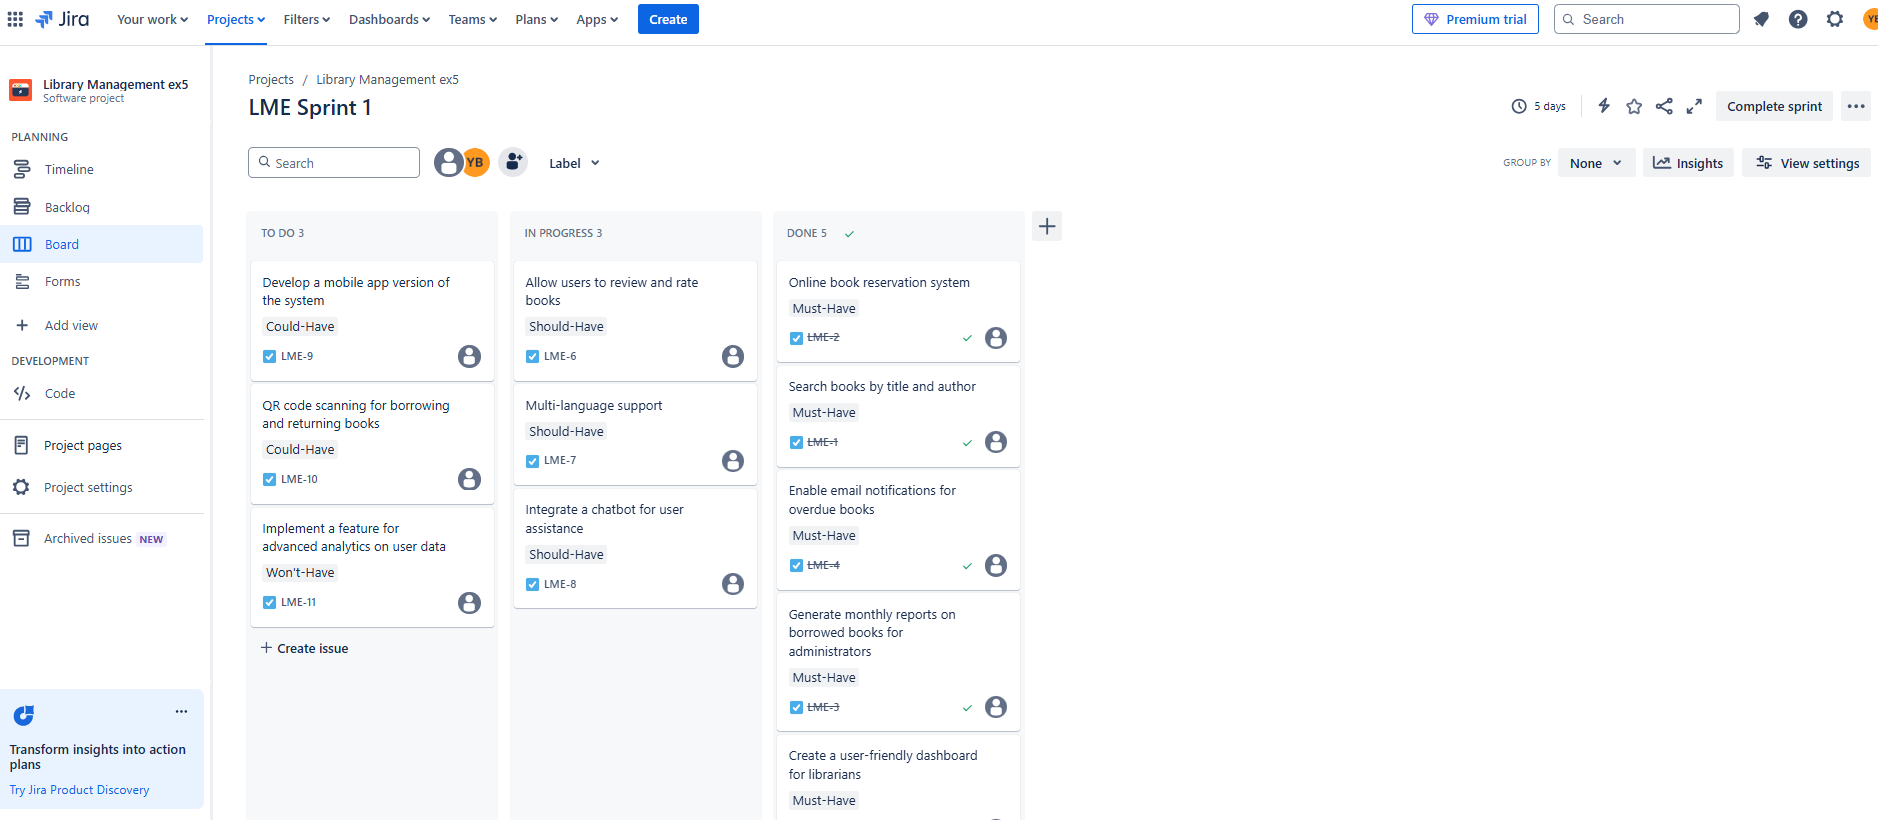 Jira
Your work
Projects
Filters
Dashboards
Teams
Plans
Apps
Create
Premium trial
Search
YB
Library Management ex5
Software project
PLANNING
Timeline
Backlog
Board
Forms
Add view
DEVELOPMENT
Code
Project pages
Project settings
Archived issues NEW
Transform insights into action
plans
Try Jira Product Discovery
Projects / Library Management ex5
LME Sprint 1
5 days
Complete sprint
Search
YB
Label
GROUP BY
None
Insights
View settings
TO DO 3
Develop a mobile app version of
the system
Could-Have
LME-9
QR code scanning for borrowing
and returning books
Could-Have
LME-10
Implement a feature for
advanced analytics on user data
Won't-Have
LME-11
Create issue
IN PROGRESS 3
Allow users to review and rate
books
Should-Have
LME-6
Multi-language support
Should-Have
LME-7
Integrate a chatbot for user
assistance
Should-Have
LME-8
DONE 5
Online book reservation system
Must-Have
LME-2
Search books by title and author
Must-Have
LME-1
Enable email notifications for
overdue books
Must-Have
LME-4
Generate monthly reports on
borrowed books for
administrators
Must-Have
LME-3
Create a user-friendly dashboard
for librarians
Must-Have